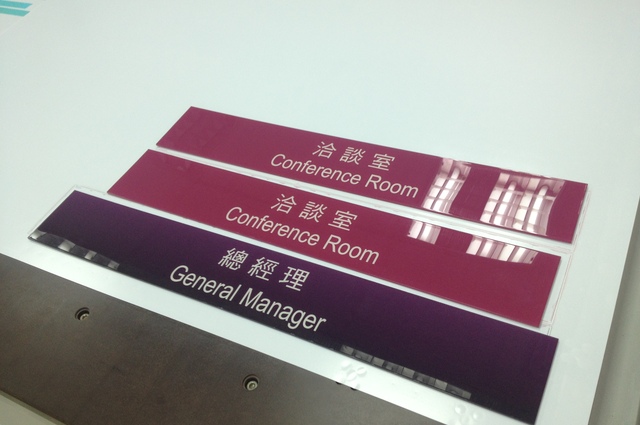 洽談室
Conference Room
洽談室
Conference Room
總經理
General Manager